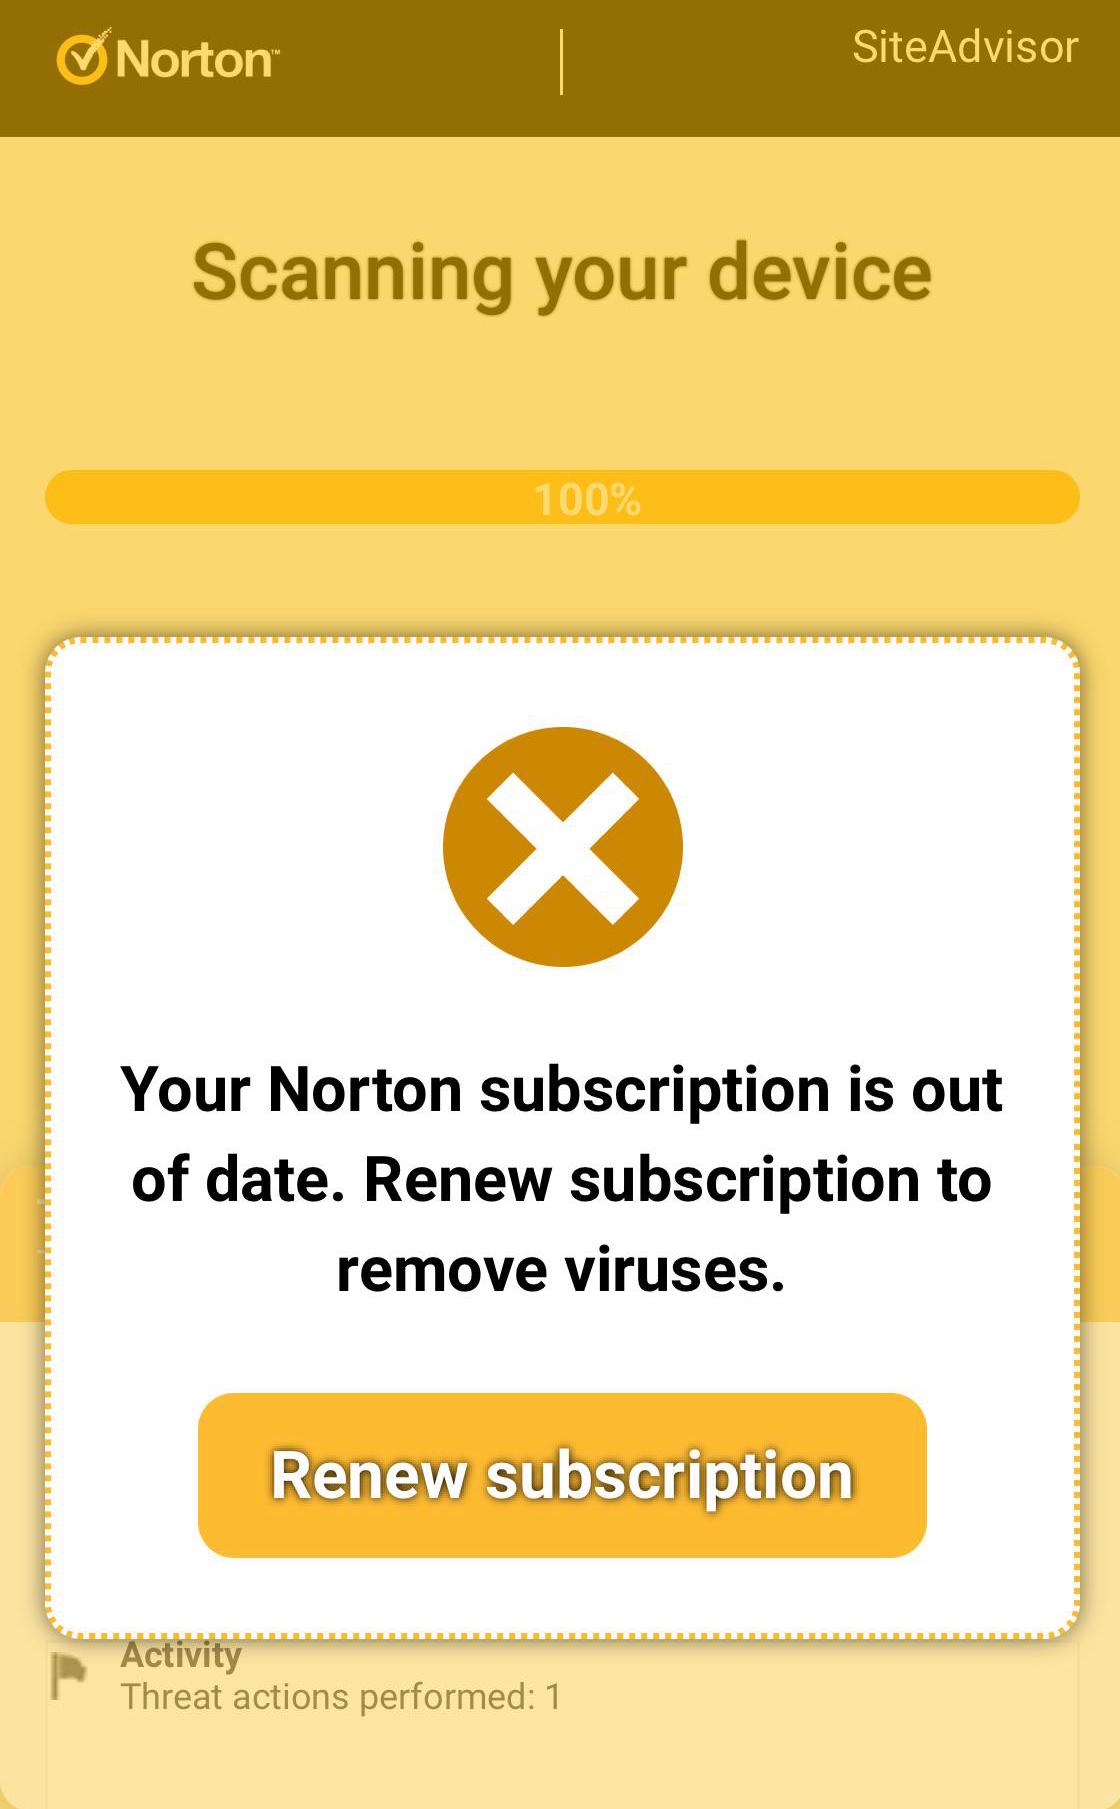 Norton™
SiteAdvisor
Scanning your device
100%
Your Norton subscription is out
of date. Renew subscription to
remove viruses.
Renew subscription
Activity
Threat actions performed: 1